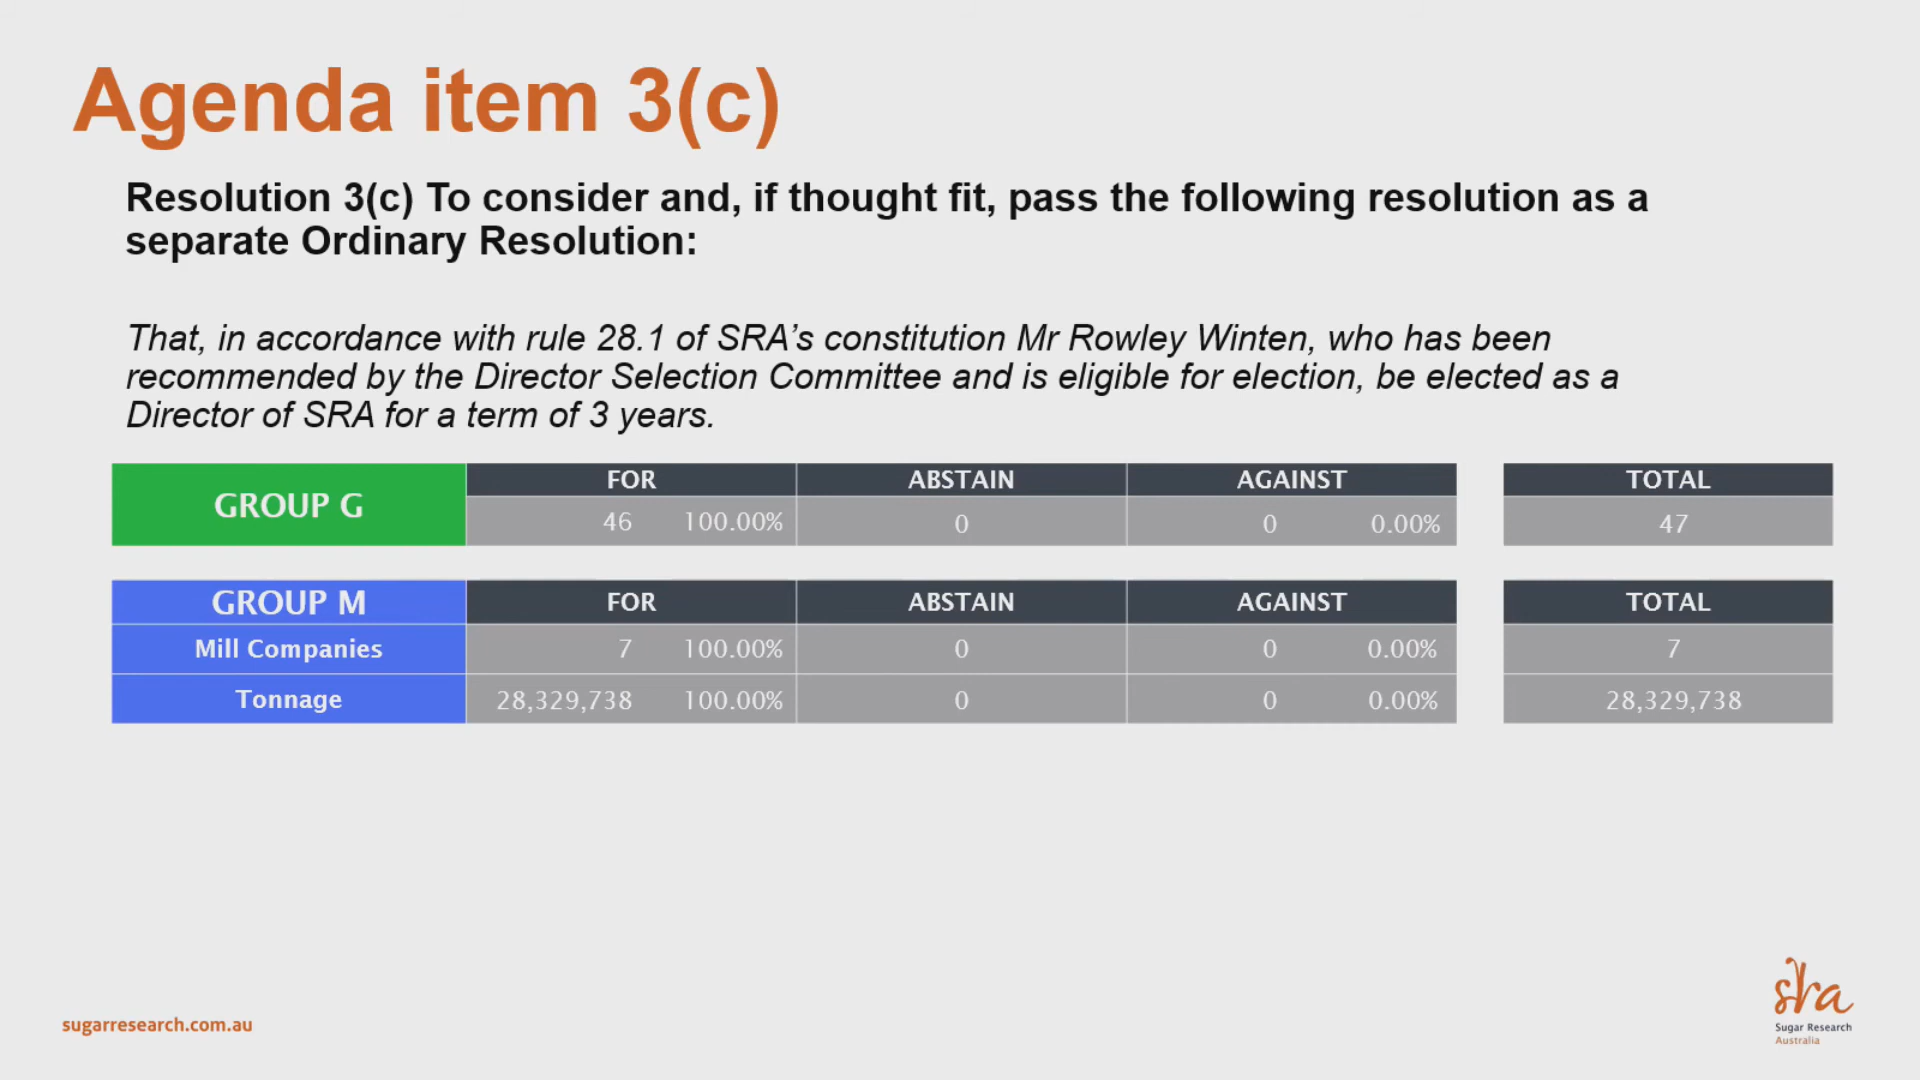 Agenda item 3(c)
Resolution 3(c) To consider and, if thought fit, pass the following resolution as a
separate Ordinary Resolution:
That, in accordance with rule 28.1 of SRA’s constitution Mr Rowley Winten, who has been
recommended by the Director Selection Committee and is eligible for election, be elected as a
Director of SRA for a term of 3 years.
GROUP G FOR ABSTAIN AGAINST TOTAL
46 100.00% 0 0 0.00% 47
GROUP M FOR ABSTAIN AGAINST TOTAL
Mill Companies 7 100.00% 0 0 0.00% 7
Tonnage 28,329,738 100.00% 0 0 0.00% 28,329,738
sra
Sugar Research
Australia
sugarresearch.com.au